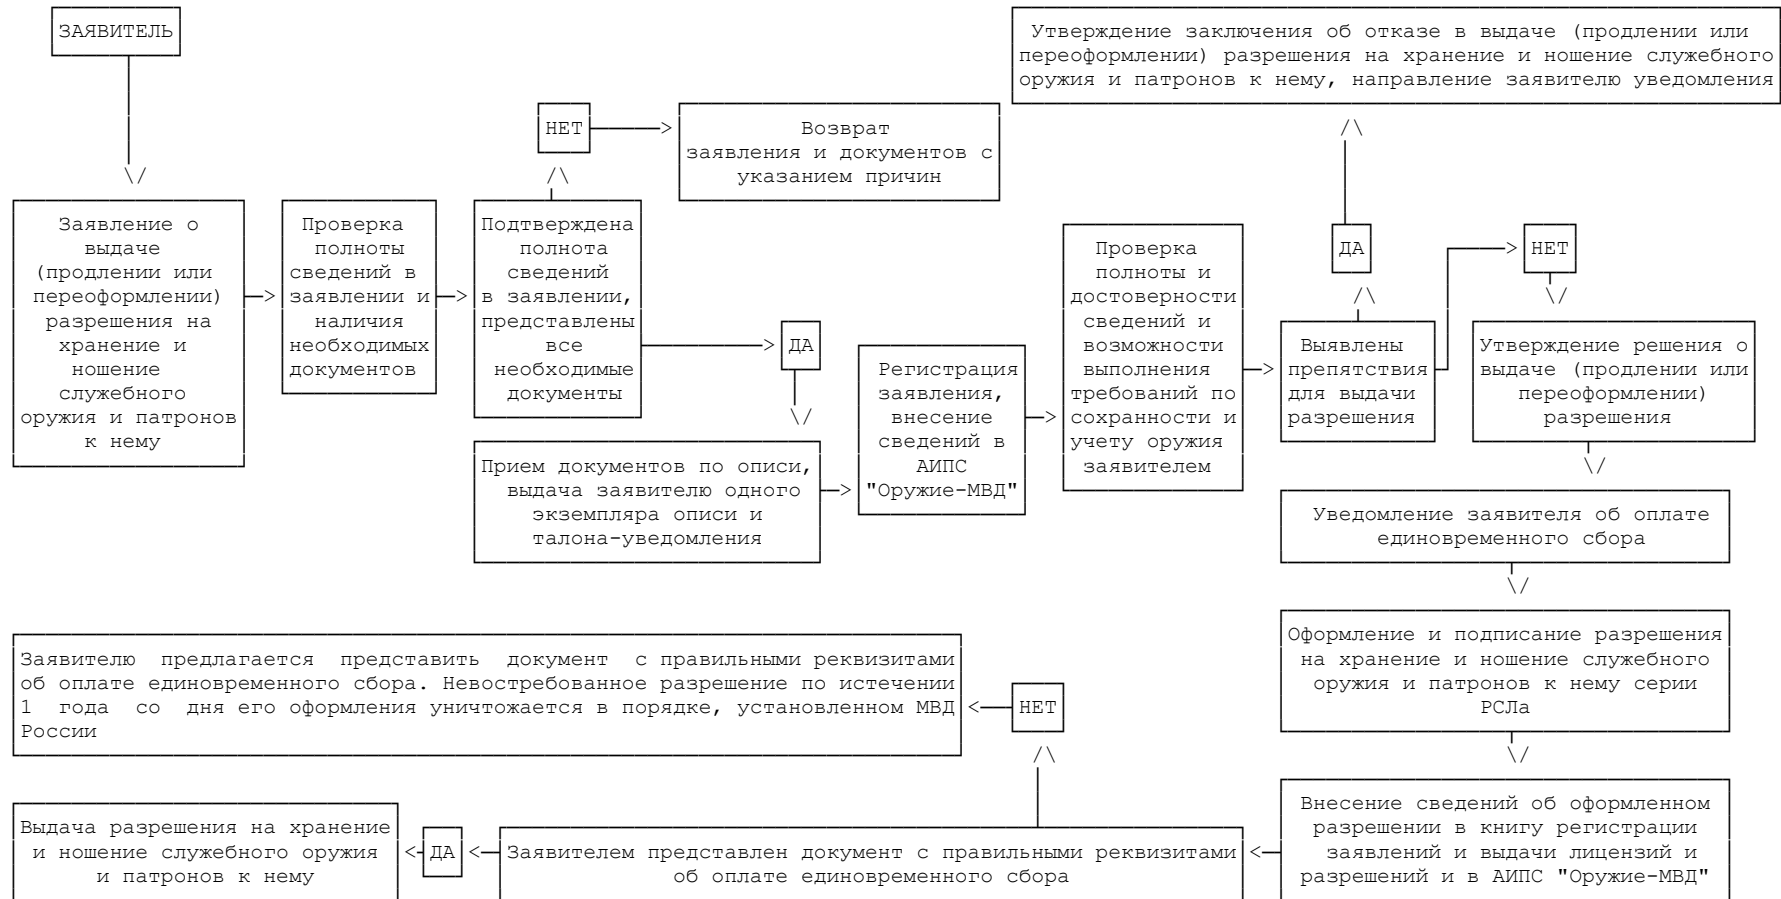 ЗАЯВИТЕЛЬ
Утверждение заключения об отказе в выдаче (продлении или
переоформлении) разрешения на хранение и ношение служебного
оружия и патронов к нему, направление заявителю уведомления
НЕТ
Возврат
заявления и документов с
указанием причин
Заявление о
выдаче
(продлении или
переоформлении)
разрешения на
хранение и
ношение
служебного
оружия и патронов
к нему
Проверка
полноты
сведений в
заявлении и
наличия
необходимых
документов
Подтверждена
полнота
сведений
в заявлении,
представлены
все
необходимые
документы
ДА
Прием документов по описи,
выдача заявителю одного
экземпляра описи и
талона-уведомления
Регистрация
заявления,
внесение
сведений в
АИПС
"Оружие-МВД"
Проверка
полноты и
достоверности
сведений и
возможности
выполнения
требований по
сохранности и
учету оружия
заявителем
Выявлены
препятствия
для выдачи
разрешения
ДА
НЕТ
Утверждение решения о
выдаче (продлении или
переоформлении)
разрешения
Уведомление заявителя об оплате
единовременного сбора
Оформление и подписание разрешения
на хранение и ношение служебного
оружия и патронов к нему серии
РСЛа
Внесение сведений об оформленном
разрешении в книгу регистрации
заявлений и выдачи лицензий и
разрешений и в АИПС "Оружие-МВД"
Заявителем представлен документ с правильными реквизитами
об оплате единовременного сбора
НЕТ
Заявителю предлагается представить документ с правильными реквизитами
об оплате единовременного сбора. Невостребованное разрешение по истечении
1 года со дня его оформления уничтожается в порядке, установленном МВД
России
ДА
Выдача разрешения на хранение
и ношение служебного оружия
и патронов к нему